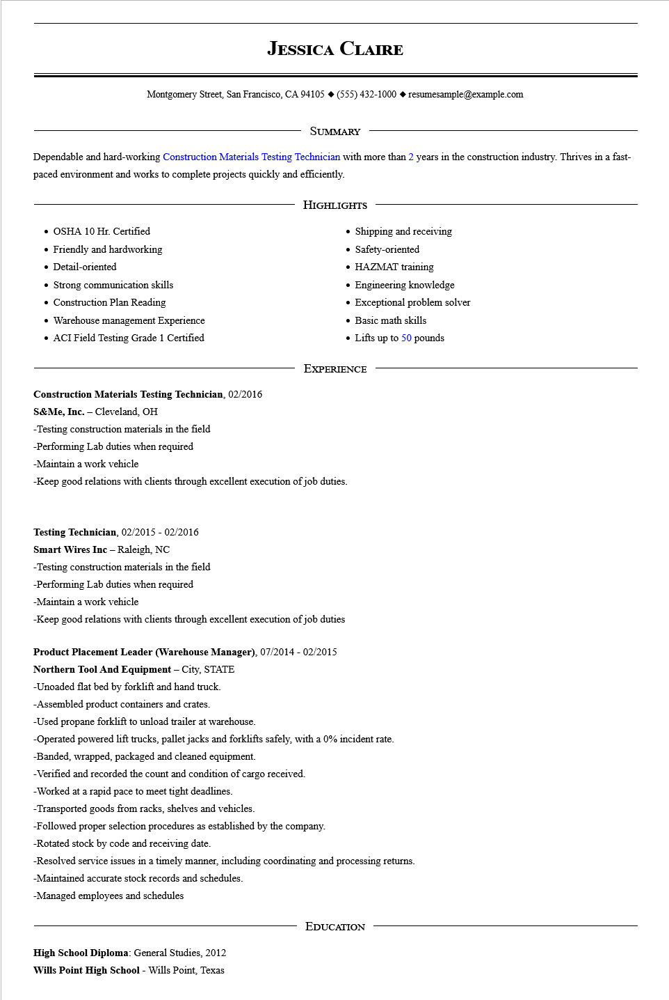 Jessica Claire
Montgomery Street, San Francisco, CA 94105 ◆ (555) 432-1000 ◆ resumesample@example.com
Summary
Dependable and hard-working Construction Materials Testing Technician with more than 2 years in the construction industry. Thrives in a fast-
paced environment and works to complete projects quickly and efficiently.
Highlights
• OSHA 10 Hr. Certified
• Friendly and hardworking
• Detail-oriented
• Strong communication skills
• Construction Plan Reading
• Warehouse management Experience
• ACI Field Testing Grade 1 Certified
• Shipping and receiving
• Safety-oriented
• HAZMAT training
• Engineering knowledge
• Exceptional problem solver
• Basic math skills
• Lifts up to 50 pounds
Experience
Construction Materials Testing Technician, 02/2016
S&Me, Inc. – Cleveland, OH
-Testing construction materials in the field
-Performing Lab duties when required
-Maintain a work vehicle
-Keep good relations with clients through excellent execution of job duties.
Testing Technician, 02/2015 - 02/2016
Smart Wires Inc – Raleigh, NC
-Testing construction materials in the field
-Performing Lab duties when required
-Maintain a work vehicle
-Keep good relations with clients through excellent execution of job duties
Product Placement Leader (Warehouse Manager), 07/2014 - 02/2015
Northern Tool And Equipment – City, STATE
-Unoaded flat bed by forklift and hand truck.
-Assembled product containers and crates.
-Used propane forklift to unload trailer at warehouse.
-Operated powered lift trucks, pallet jacks and forklifts safely, with a 0% incident rate.
-Banded, wrapped, packaged and cleaned equipment.
-Verified and recorded the count and condition of cargo received.
-Worked at a rapid pace to meet tight deadlines.
-Transported goods from racks, shelves and vehicles.
-Followed proper selection procedures as established by the company.
-Rotated stock by code and receiving date.
-Resolved service issues in a timely manner, including coordinating and processing returns.
-Maintained accurate stock records and schedules.
-Managed employees and schedules
Education
High School Diploma: General Studies, 2012
Wills Point High School - Wills Point, Texas